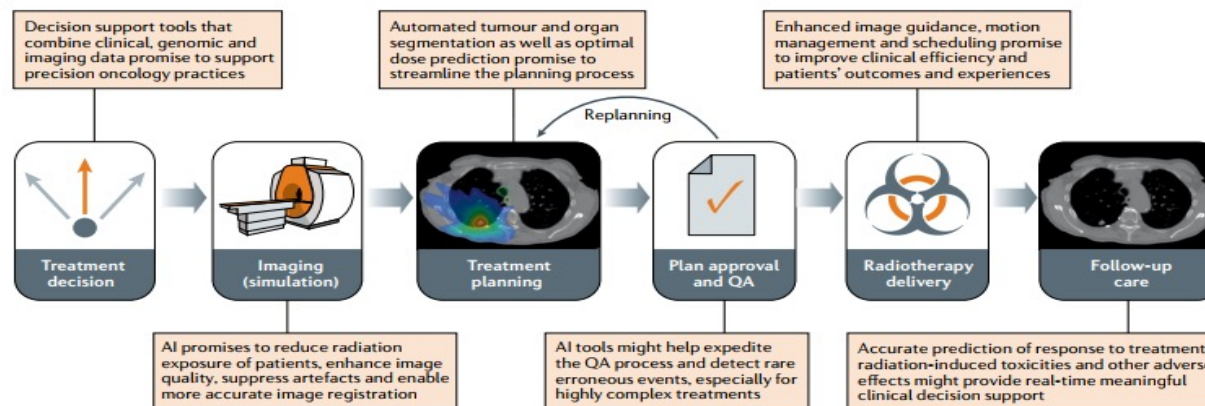 Decision support tools that
combine clinical, genomic and
imaging data promise to support
precision oncology practices
Automated tumour and organ
segmentation as well as optimal
dose prediction promise to
streamline the planning process
Enhanced image guidance, motion
management and scheduling promise
to improve clinical efficiency and
patients' outcomes and experiences
Replanning
Treatment
decision
Imaging
(simulation)
Treatment
planning
Plan approval
and QA
Radiotherapy
delivery
Follow-up
care
AI promises to reduce radiation
exposure of patients, enhance image
quality, suppress artefacts and enable
more accurate image registration
AI tools might help expedite
the QA process and detect rare
erroneous events, especially for
highly complex treatments
Accurate prediction of response to treatment,
radiation-induced toxicities and other adverse
effects might provide real-time meaningful
clinical decision support